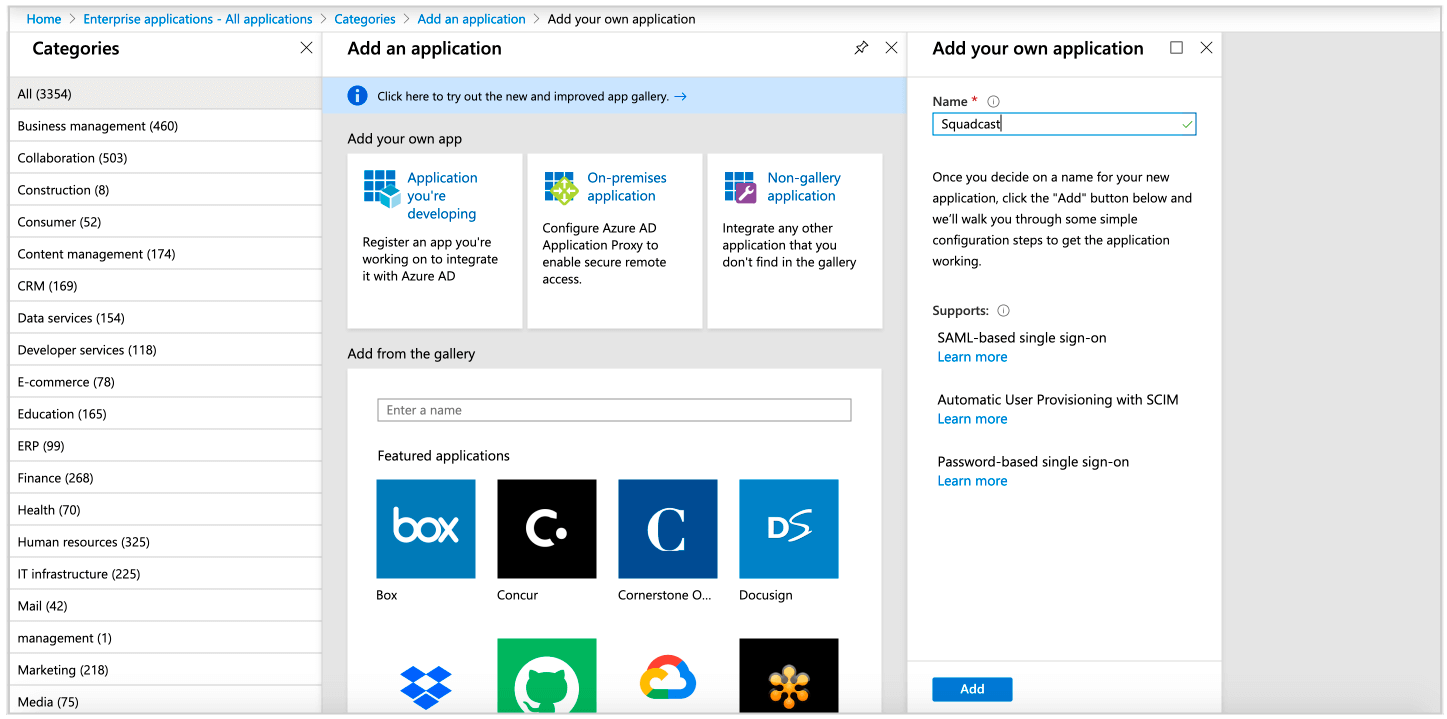 Home > Enterprise applications - All applications > Categories > Add an application > Add your own application
Categories
All (3354)
Business management (460)
Collaboration (503)
Construction (8)
Consumer (52)
Content management (174)
CRM (169)
Data services (154)
Developer services (118)
E-commerce (78)
Education (165)
ERP (99)
Finance (268)
Health (70)
Human resources (325)
IT infrastructure (225)
Mail (42)
management (1)
Marketing (218)
Media (75)
Add an application
Click here to try out the new and improved app gallery. →
Add your own app
Application
you're
developing
Register an app you're
working on to integrate
it with Azure AD
On-premises
application
Configure Azure AD
Application Proxy to
enable secure remote
access.
Non-gallery
application
Integrate any other
application that you
don't find in the gallery
Add from the gallery
Enter a name
Featured applications
box
C.
C
DS
Box
Concur
Cornerstone O...
Docusign
Add your own application
Name *
Squadcast
Once you decide on a name for your new
application, click the "Add" button below and
we'll walk you through some simple
configuration steps to get the application
working.
Supports:
SAML-based single sign-on
Learn more
Automatic User Provisioning with SCIM
Learn more
Password-based single sign-on
Learn more
Add